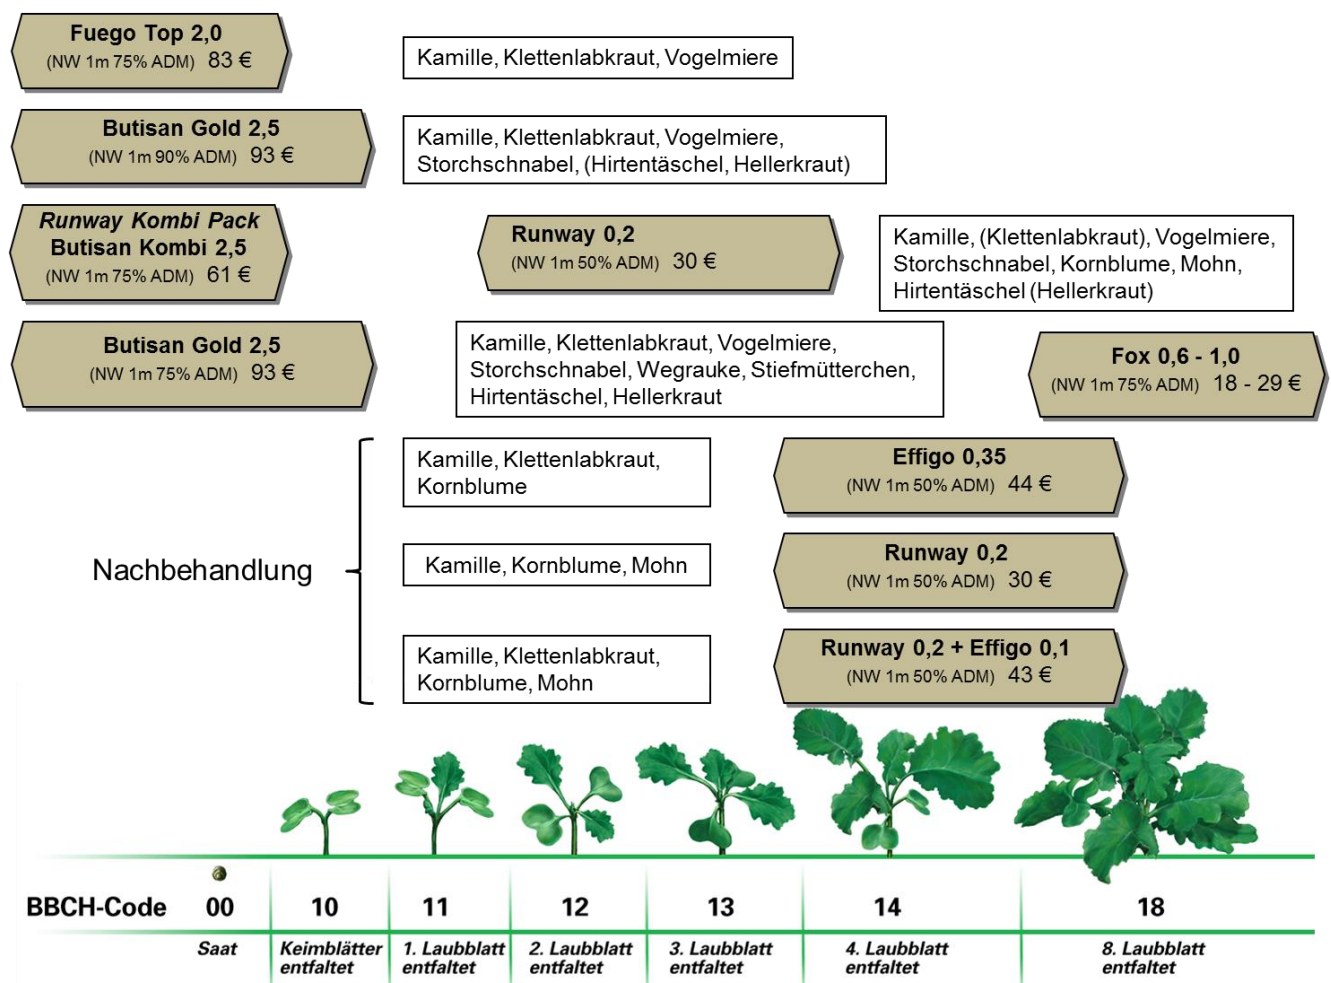 Fuego Top 2,0
(NW 1m 75% ADM) 83 €
Kamille, Klettenlabkraut, Vogelmiere
Butisan Gold 2,5
(NW 1m 90% ADM) 93 €
Kamille, Klettenlabkraut, Vogelmiere,
Storchschnabel, (Hirtentäschel, Hellerkraut)
Runway Kombi Pack
Butisan Kombi 2,5
(NW 1m 75% ADM) 61 €
Runway 0,2
(NW 1m 50% ADM) 30 €
Kamille, (Klettenlabkraut), Vogelmiere,
Storchschnabel, Kornblume, Mohn,
Hirtentäschel (Hellerkraut)
Butisan Gold 2,5
(NW 1m 75% ADM) 93 €
Kamille, Klettenlabkraut, Vogelmiere,
Storchschnabel, Wegrauke, Stiefmütterchen,
Hirtentäschel, Hellerkraut
Fox 0,6 - 1,0
(NW 1m 75% ADM) 18 - 29 €
Nachbehandlung
Kamille, Klettenlabkraut,
Kornblume
Effigo 0,35
(NW 1m 50% ADM) 44 €
Kamille, Kornblume, Mohn
Runway 0,2
(NW 1m 50% ADM) 30 €
Kamille, Klettenlabkraut,
Kornblume, Mohn
Runway 0,2 + Effigo 0,1
(NW 1m 50% ADM) 43 €
BBCH-Code 00 10 11 12 13 14 18
Saat
Keimblätter
entfaltet
1. Laubblatt
entfaltet
2. Laubblatt
entfaltet
3. Laubblatt
entfaltet
4. Laubblatt
entfaltet
8. Laubblatt
entfaltet